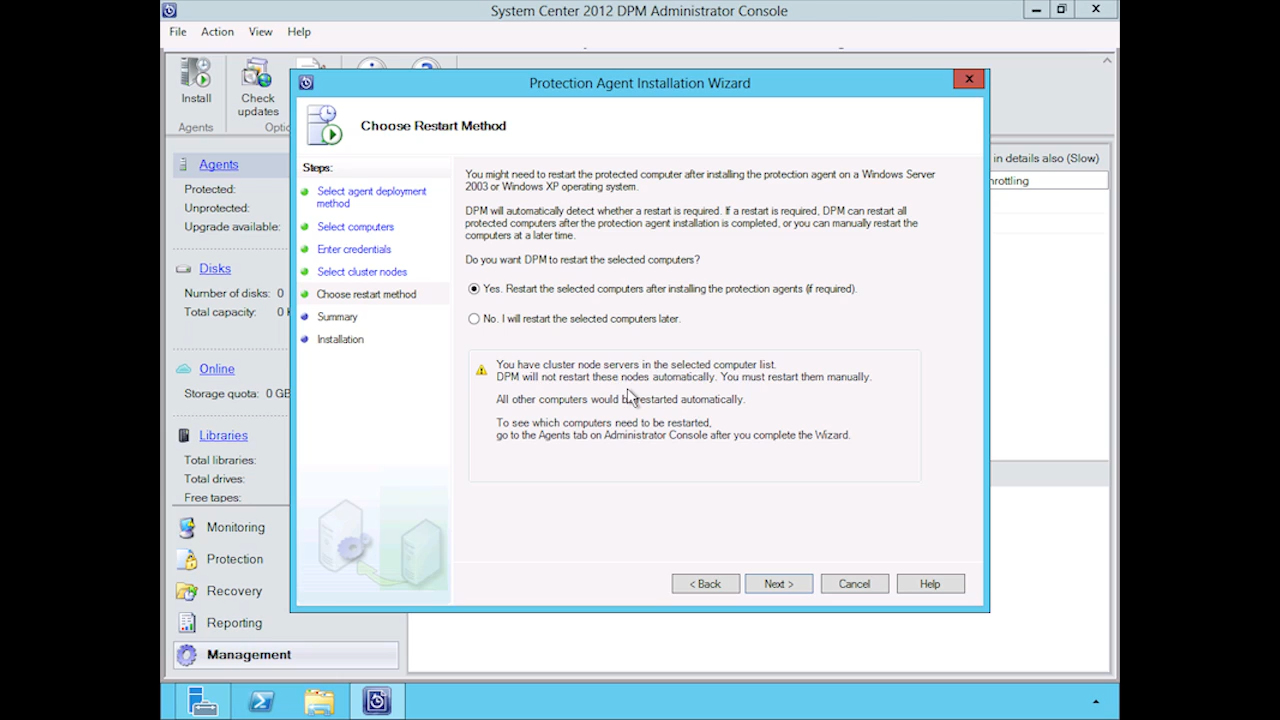 System Center 2012 DPM Administrator Console
File Action View Help
Install
Check updates
Agents
Protection Agent Installation Wizard
Choose Restart Method
Steps:
Select agent deployment
method
Select computers
Enter credentials
Select cluster nodes
Choose restart method
Summary
Installation
You might need to restart the protected computer after installing the protection agent on a Windows Server
2003 or Windows XP operating system.
DPM will automatically detect whether a restart is required. If a restart is required, DPM can restart all
protected computers after the protection agent installation is completed, or you can manually restart the
computers at a later time.
Do you want DPM to restart the selected computers?
Yes. Restart the selected computers after installing the protection agents (if required).
No. I will restart the selected computers later.
You have cluster node servers in the selected computer list.
DPM will not restart these nodes automatically. You must restart them manually.
All other computers would be restarted automatically.
To see which computers need to be restarted,
go to the Agents tab on Administrator Console after you complete the Wizard.
< Back Next > Cancel Help
Agents
Protected:
Unprotected:
Upgrade available:
Disks
Number of disks: 0
Total capacity: 0
Online
Storage quota: 0 GB
Libraries
Total libraries:
Total drives:
Free tapes:
Monitoring
Protection
Recovery
Reporting
Management
in details also (Slow)